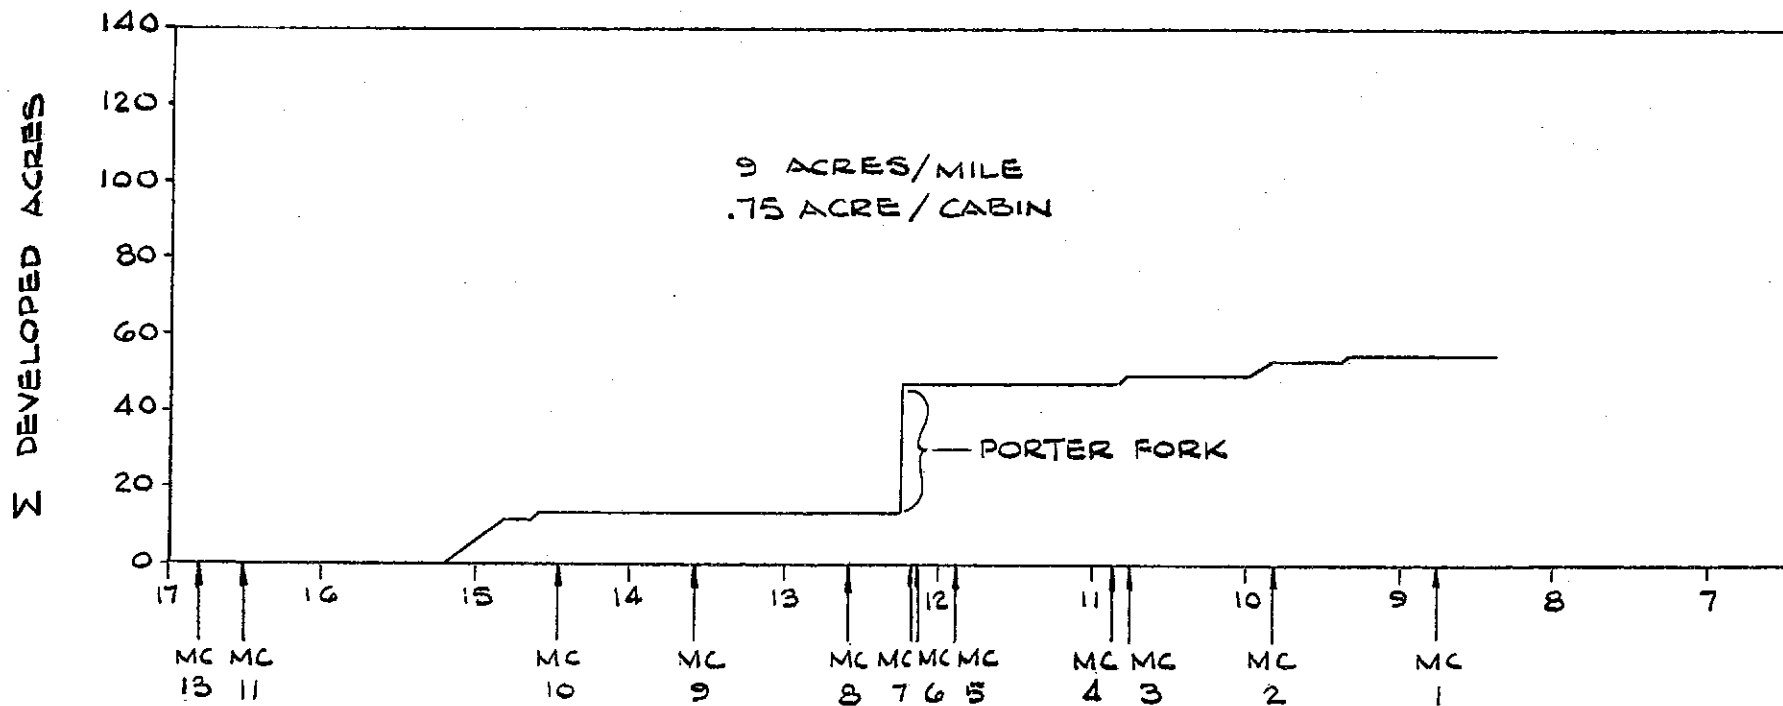 Σ DEVELOPED ACRES
140
120
100
80
60
40
20
0
9 ACRES/MILE
.75 ACRE/CABIN
PORTER FORK
17 16 15 14 13 12 11 10 9 8 7
MC MC MC MC MC MC MC MC MC MC MC MC
13 11 10 9 8 7 6 5 4 3 2 1